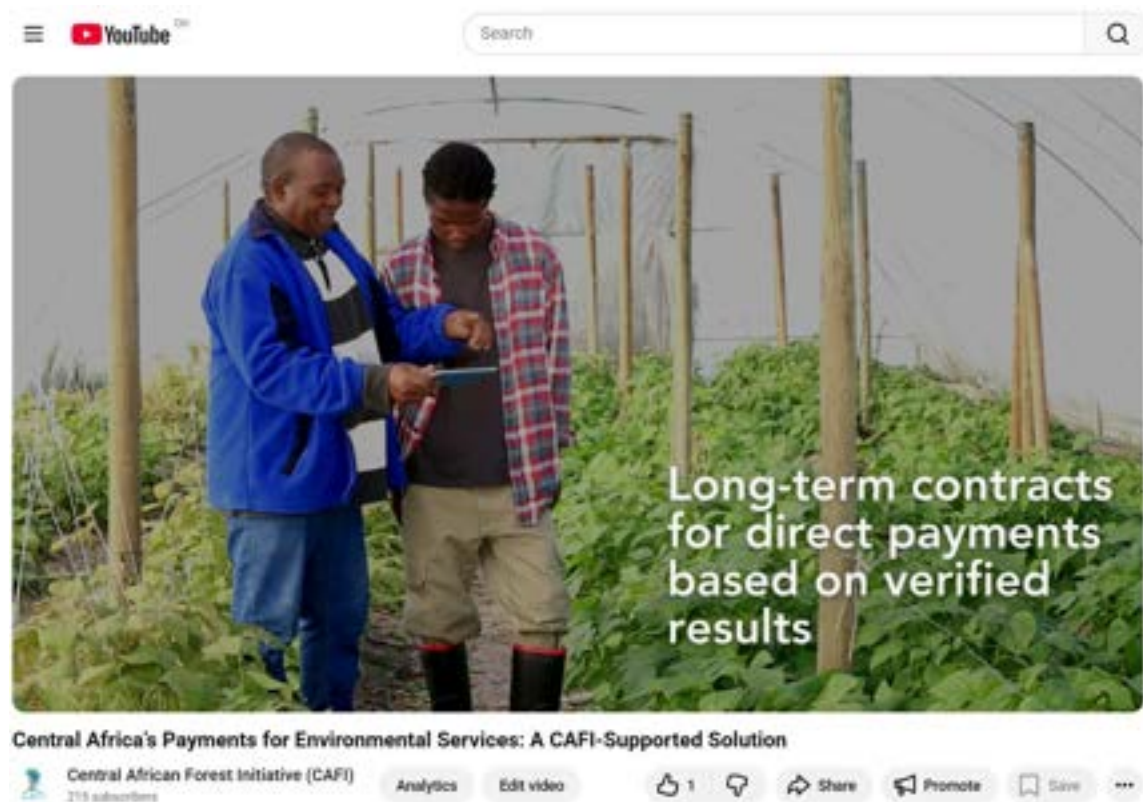 YouTube
Search
Long-term contracts
for direct payments
based on verified
results
Central Africa's Payments for Environmental Services: A CAFI-Supported Solution
Central African Forest Initiative (CAFI)
Analytics
Edit video
1
Share
Promote
Save
subscribers